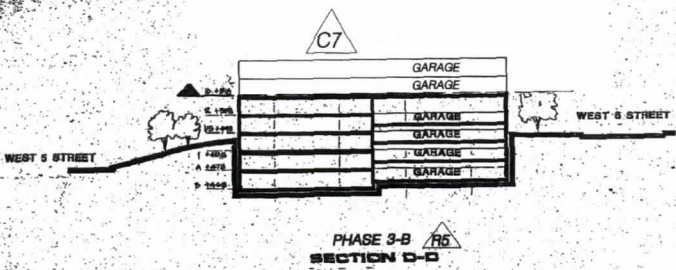 C7
GARAGE
GARAGE
GARAGE
GARAGE
GARAGE
GARAGE
WEST 5 STREET
WEST 6 STREET
PHASE 3-B R5
SECTION D-D